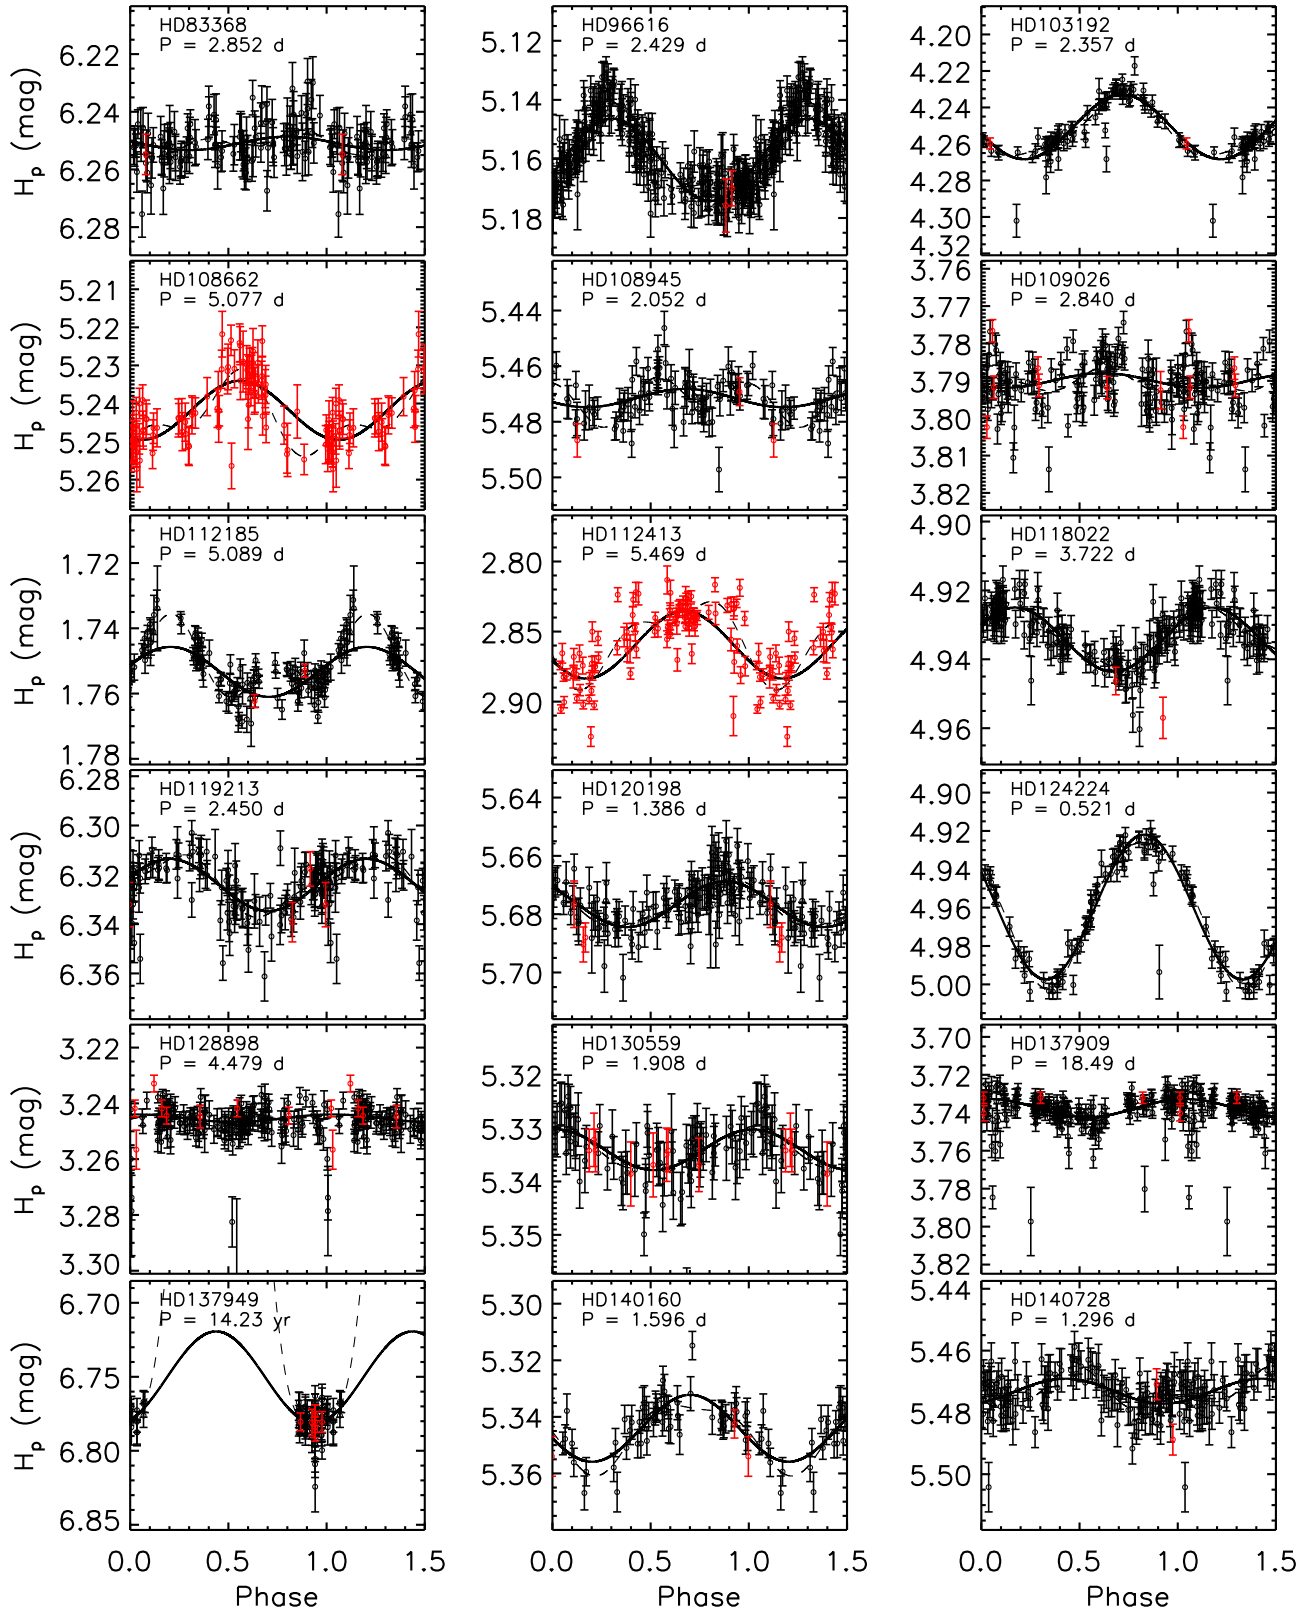 HD83368
P = 2.852 d
6.22
6.24
6.26
6.28
Hp (mag)
HD96616
P = 2.429 d
5.12
5.14
5.16
5.18
HD103192
P = 2.357 d
4.20
4.22
4.24
4.26
4.28
4.30
4.32
HD108662
P = 5.077 d
5.21
5.22
5.23
5.24
5.25
5.26
Hp (mag)
HD108945
P = 2.052 d
5.44
5.46
5.48
5.50
HD109026
P = 2.840 d
3.76
3.77
3.78
3.79
3.80
3.81
3.82
HD112185
P = 5.089 d
1.72
1.74
1.76
1.78
Hp (mag)
HD112413
P = 5.469 d
2.80
2.85
2.90
HD118022
P = 3.722 d
4.90
4.92
4.94
4.96
HD119213
P = 2.450 d
6.28
6.30
6.32
6.34
6.36
Hp (mag)
HD120198
P = 1.386 d
5.64
5.66
5.68
5.70
HD124224
P = 0.521 d
4.90
4.92
4.94
4.96
4.98
5.00
HD128898
P = 4.479 d
3.22
3.24
3.26
3.28
3.30
Hp (mag)
HD130559
P = 1.908 d
5.32
5.33
5.34
5.35
HD137909
P = 18.49 d
3.70
3.72
3.74
3.76
3.78
3.80
3.82
HD137949
P = 14.23 yr
6.70
6.75
6.80
6.85
Hp (mag)
HD140160
P = 1.596 d
5.30
5.32
5.34
5.36
HD140728
P = 1.296 d
5.44
5.46
5.48
5.50
0.0 0.5 1.0 1.5
Phase
0.0 0.5 1.0 1.5
Phase
0.0 0.5 1.0 1.5
Phase